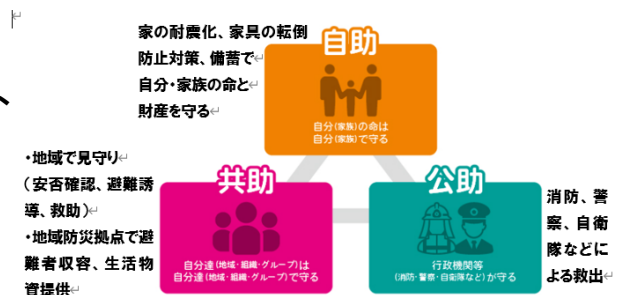 家の耐震化、家具の転倒
防止対策、備蓄で
自分・家族の命と
財産を守る
自助
自分(家族)の命は
自分(家族)で守る
・地域で見守り
(安否確認、避難誘
導、救助)
・地域防災拠点で避
難者収容、生活物
資提供
共助
自分達(地域・組織・グループ)は
自分達(地域・組織・グループ)で守る
公助
行政機関等
(消防・警察・自衛隊など)が守る
消防、警
察、自衛
隊などに
よる救出